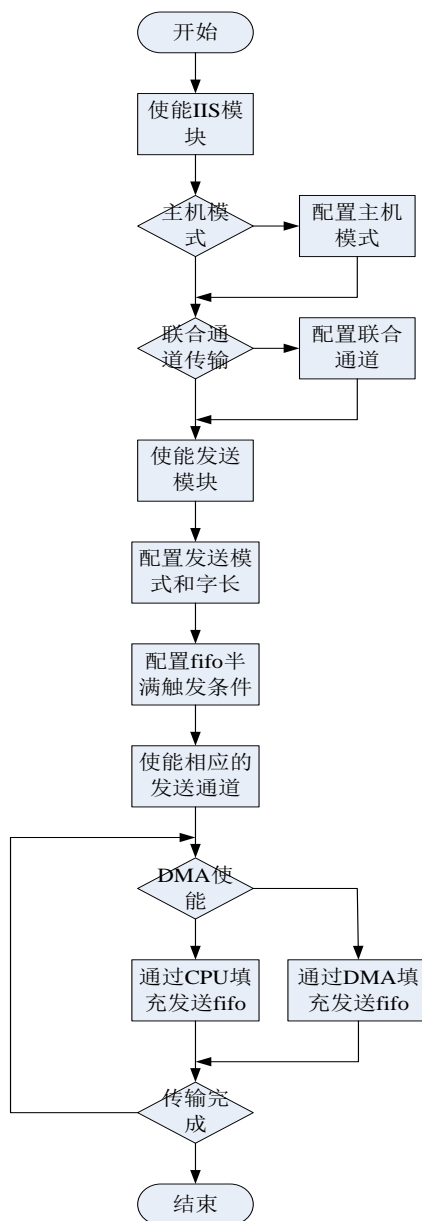 开始
使能IIS模
块
主机模
式
配置主机
模式
联合通
道传输
配置联合
通道
使能发送
模块
配置发送模
式和字长
配置fifo半
满触发条件
使能相应的
发送通道
DMA使
能
通过CPU填
充发送fifo
通过DMA填
充发送fifo
传输完
成
结束